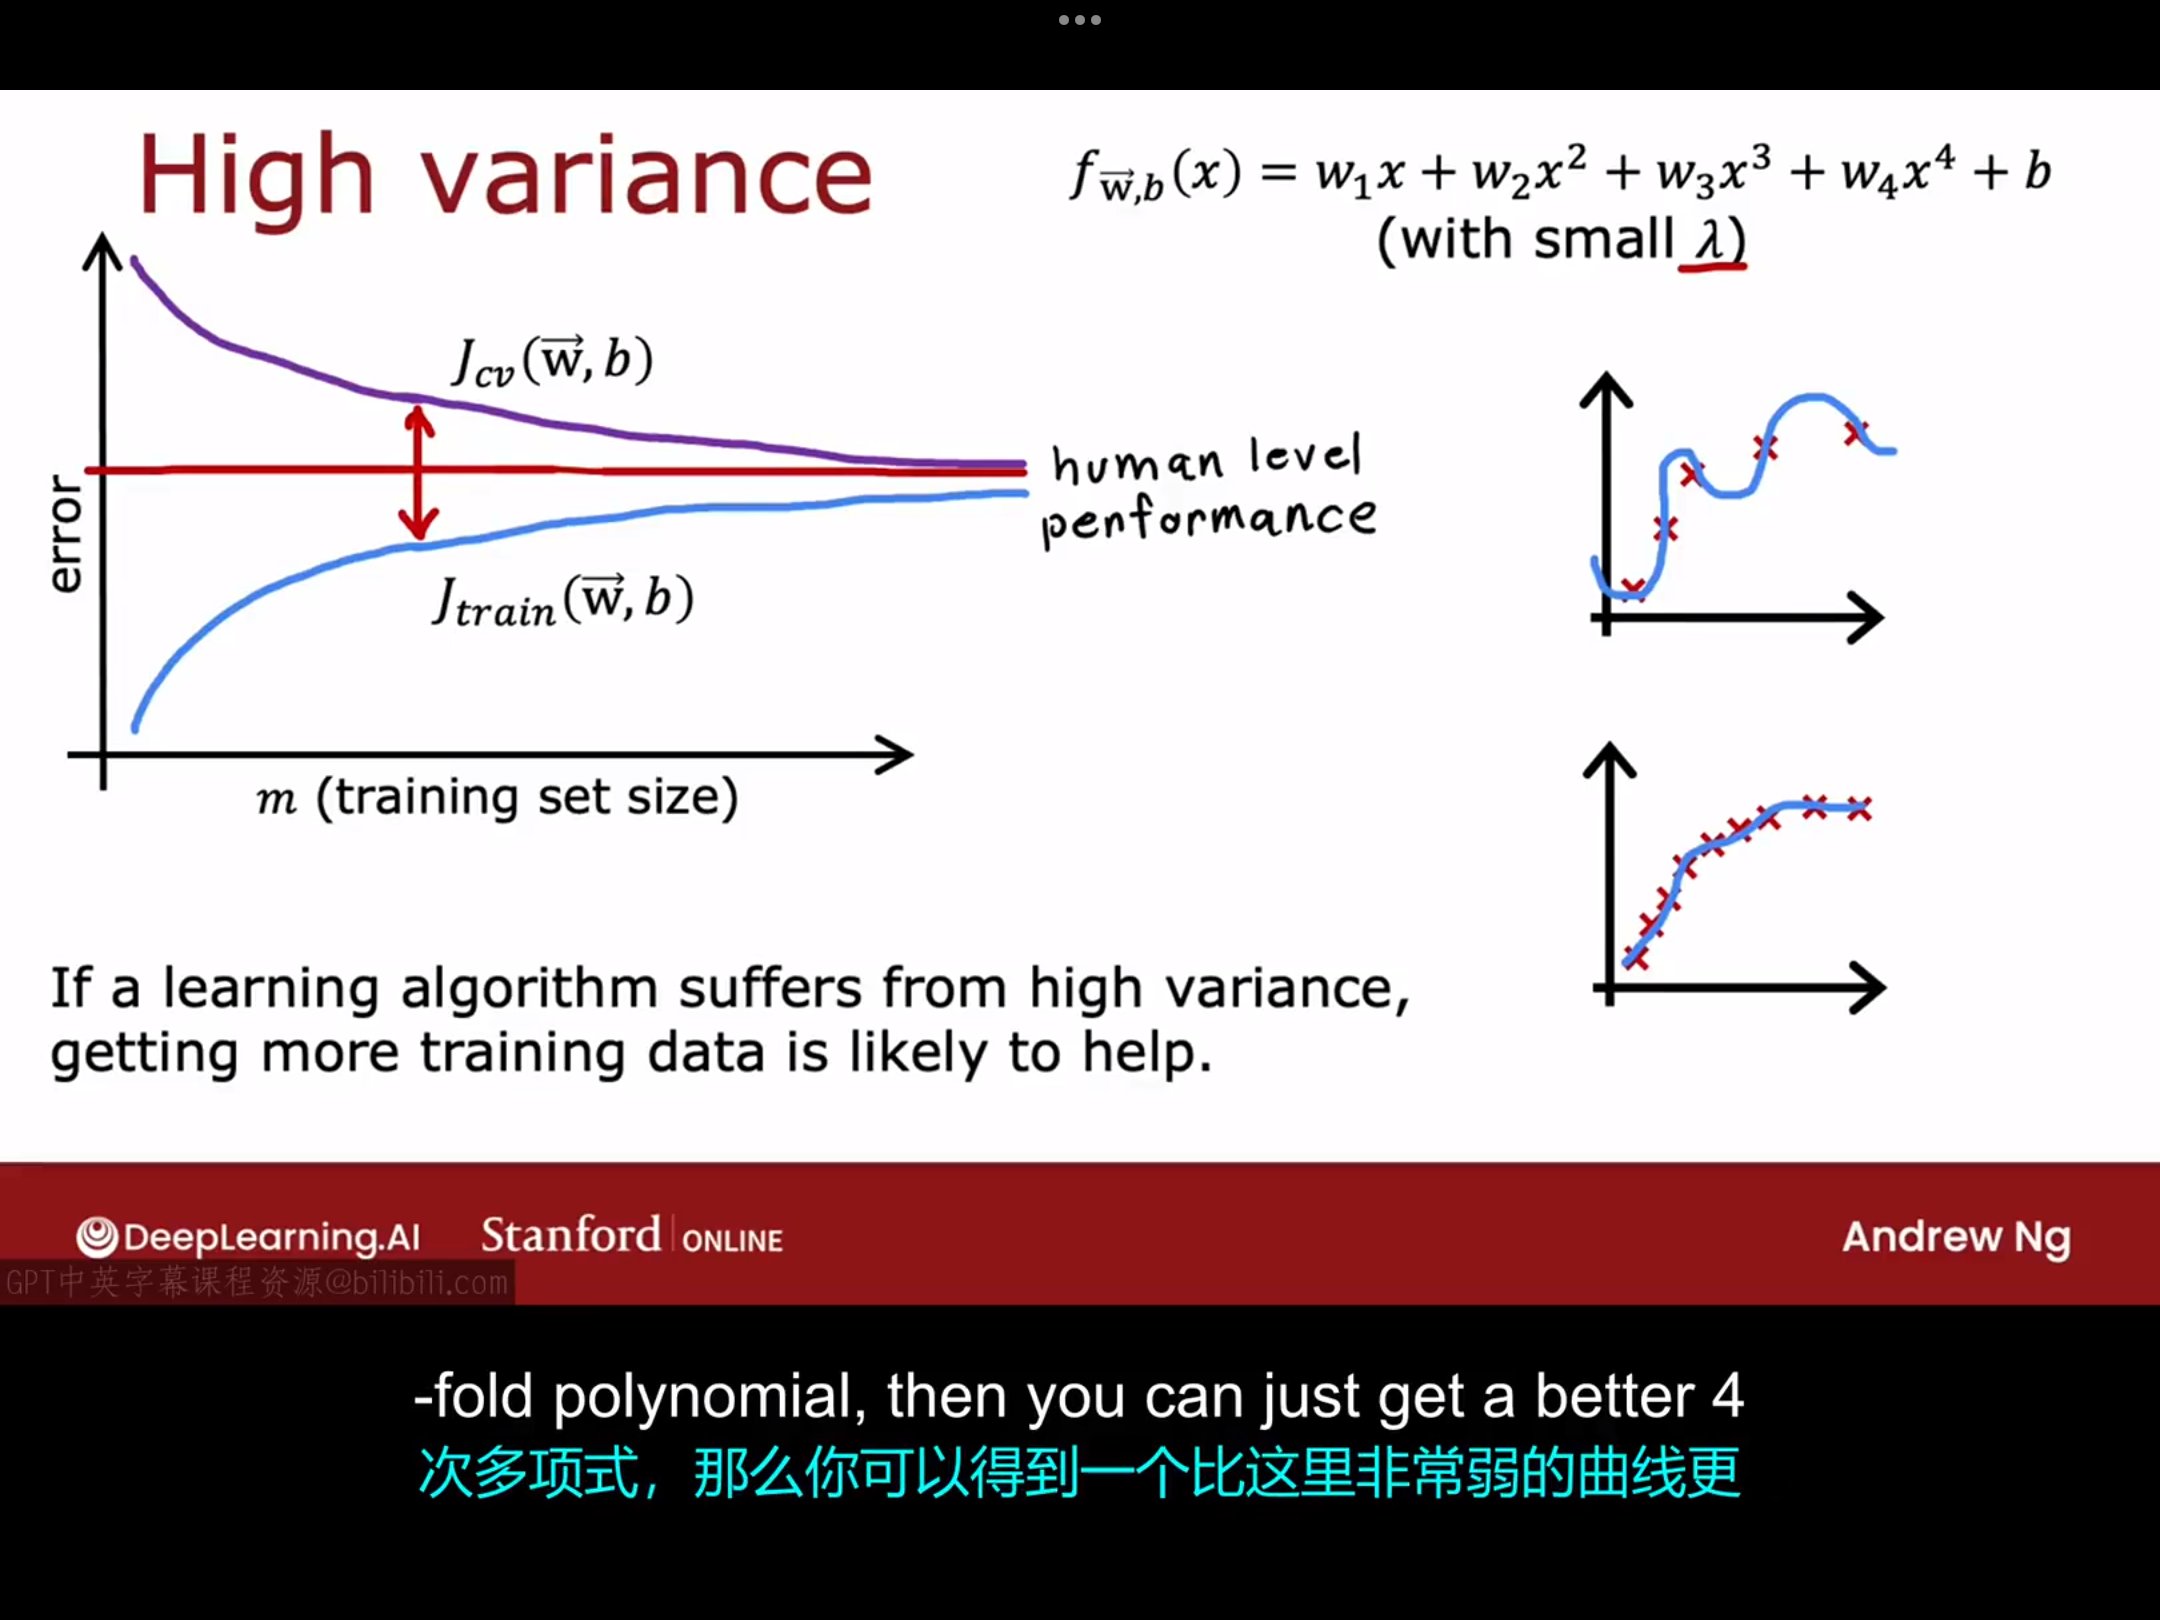 High variance
f_{\vec{w},b}(x) = w_1x + w_2x^2 + w_3x^3 + w_4x^4 + b
(with small λ)
J_{cv}(\vec{w}, b)
human level
performance
error
J_{train}(\vec{w}, b)
m (training set size)
If a learning algorithm suffers from high variance,
getting more training data is likely to help.
DeepLearning.AI Stanford | ONLINE Andrew Ng
GPT中英字幕课程资源@bilibili.com
-fold polynomial, then you can just get a better 4
次多项式，那么你可以得到一个比这里非常弱的曲线更